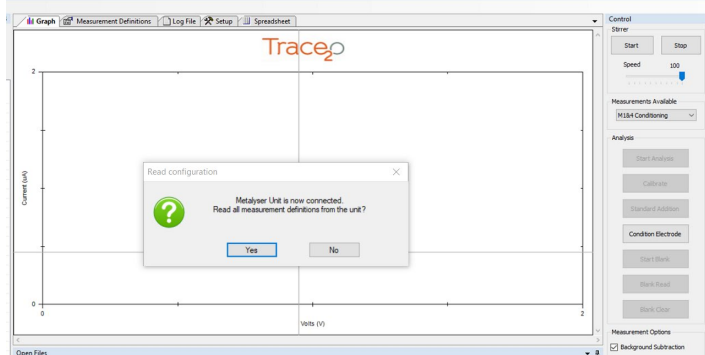 Graph
Measurement Definitions
Log File
Setup
Spreadsheet
Trace2o
2
Current (uA)
0
0
2
Volts (V)
Read configuration
Metalyser Unit is now connected.
Read all measurement definitions from the unit?
Yes
No
Open Files
Control
Stirrer
Start
Stop
Speed
100
Measurements Available
M1&4 Conditioning
Analysis
Start Analysis
Calibrate
Standard Addition
Condition Electrode
Start Blank
Blank Read
Blank Clear
Measurement Options
Background Subtraction